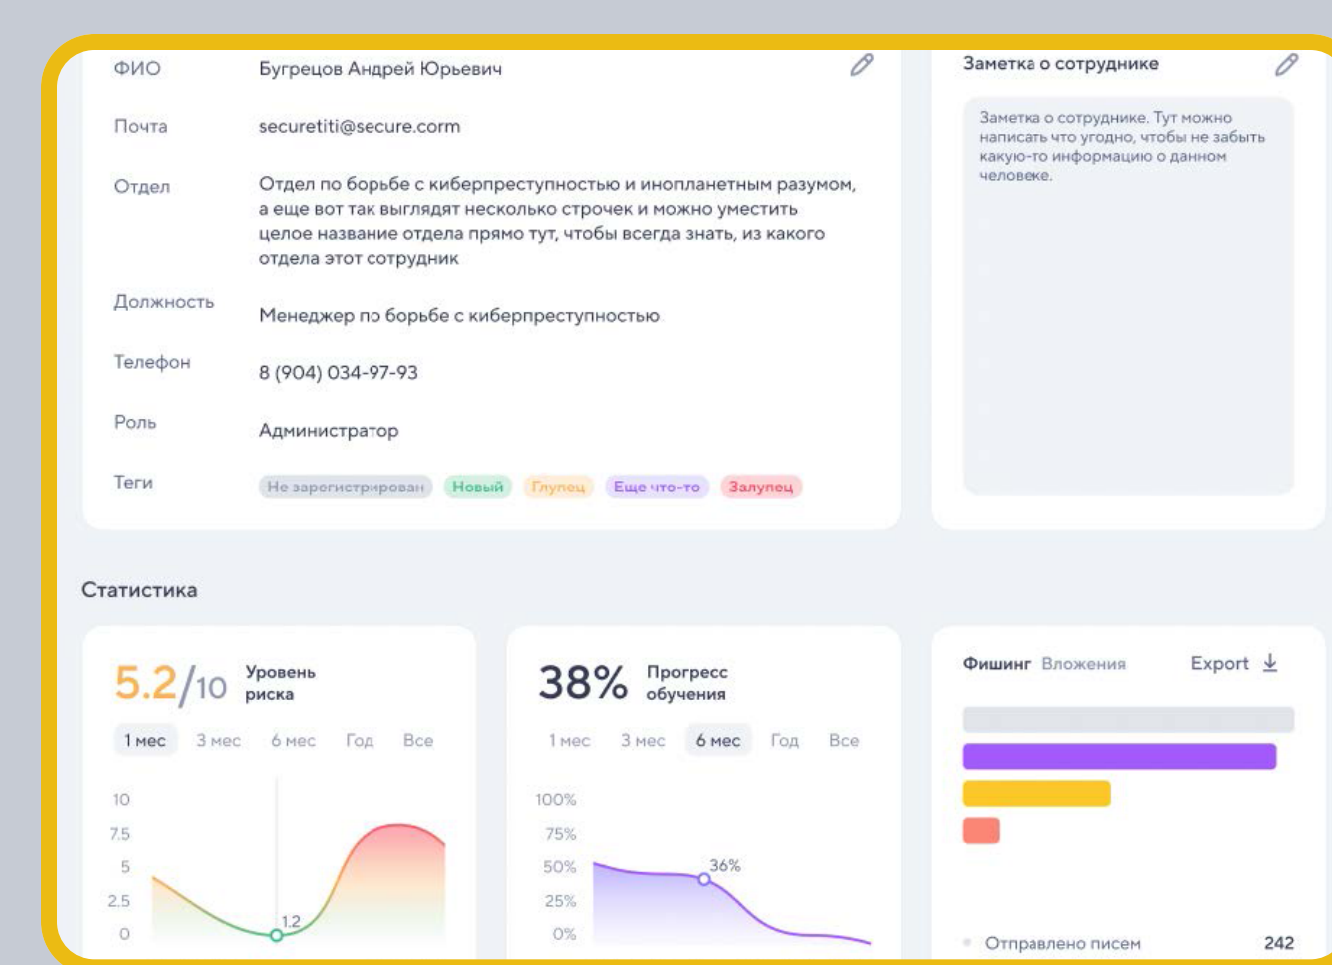 ФИО Бугрецов Андрей Юрьевич
Почта securetiti@secure.corm
Отдел Отдел по борьбе с киберпреступностью и инопланетным разумом,
а еще вот так выглядят несколько строчек и можно уместить
целое название отдела прямо тут, чтобы всегда знать, из какого
отдела этот сотрудник
Должность Менеджер по борьбе с киберпреступностью
Телефон 8 (904) 034-97-93
Роль Администратор
Теги Не зарегистрирован Новый Глупец Еще что-то Залупец
Заметка о сотруднике
Заметка о сотруднике. Тут можно
написать что угодно, чтобы не забыть
какую-то информацию о данном
человеке.
Статистика
5.2/10 Уровень
риска
1 мес 3 мес 6 мес Год Все
10
7.5
5
2.5
0
1.2
38% Прогресс
обучения
1 мес 3 мес 6 мес Год Все
100%
75%
50%
25%
0%
36%
Фишинг Вложения Export
Отправлено писем 242